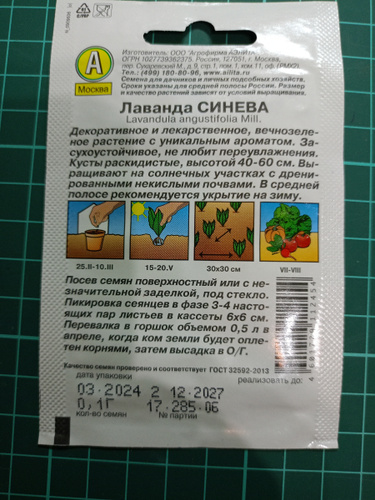 Изготовитель: ООО "Агрофирма АЭЛИТА"
ОГРН 1027739362375. Россия, 127051, г. Москва,
Тел.: (499) 180-80-96, www.ailita.ru
Семена для дачников и личных подсобных хозяйств.
Сроки указаны для средней полосы России. Размер
и качество растений зависят от условий выращивания.
А
Москва
Лаванда СИНЕВА
Lavandula angustifolia Mill.
Декоративное и лекарственное, вечнозеле-
ное растение с уникальным ароматом. За-
сухоустойчивое, не любит переувлажнения.
Кусты раскидистые, высотой 40-60 см. Вы-
ращивают на солнечных участках с дрени-
рованными некислыми почвами. В средней
полосе рекомендуется укрытие на зиму.
25.II-10.III
15-20.V
30x30 см
VII-VIII
Посев семян поверхностный или с не-
значительной заделкой, под стекло.
Пикировка сеянцев в фазе 3-4 настоя-
щих пар листьев в кассеты 6x6 см.
Перевалка в горшок объемом 0,5 л в
апреле, когда ком земли будет опле-
тен корнями, затем высадка в О/Г.
Качество семян проверено и соответствует ГОСТ 32592-2013
дата упаковки
реализовать до:
03.2024 2 12.2027
0,1Г 17-285-06
кол-во семян
№ партии